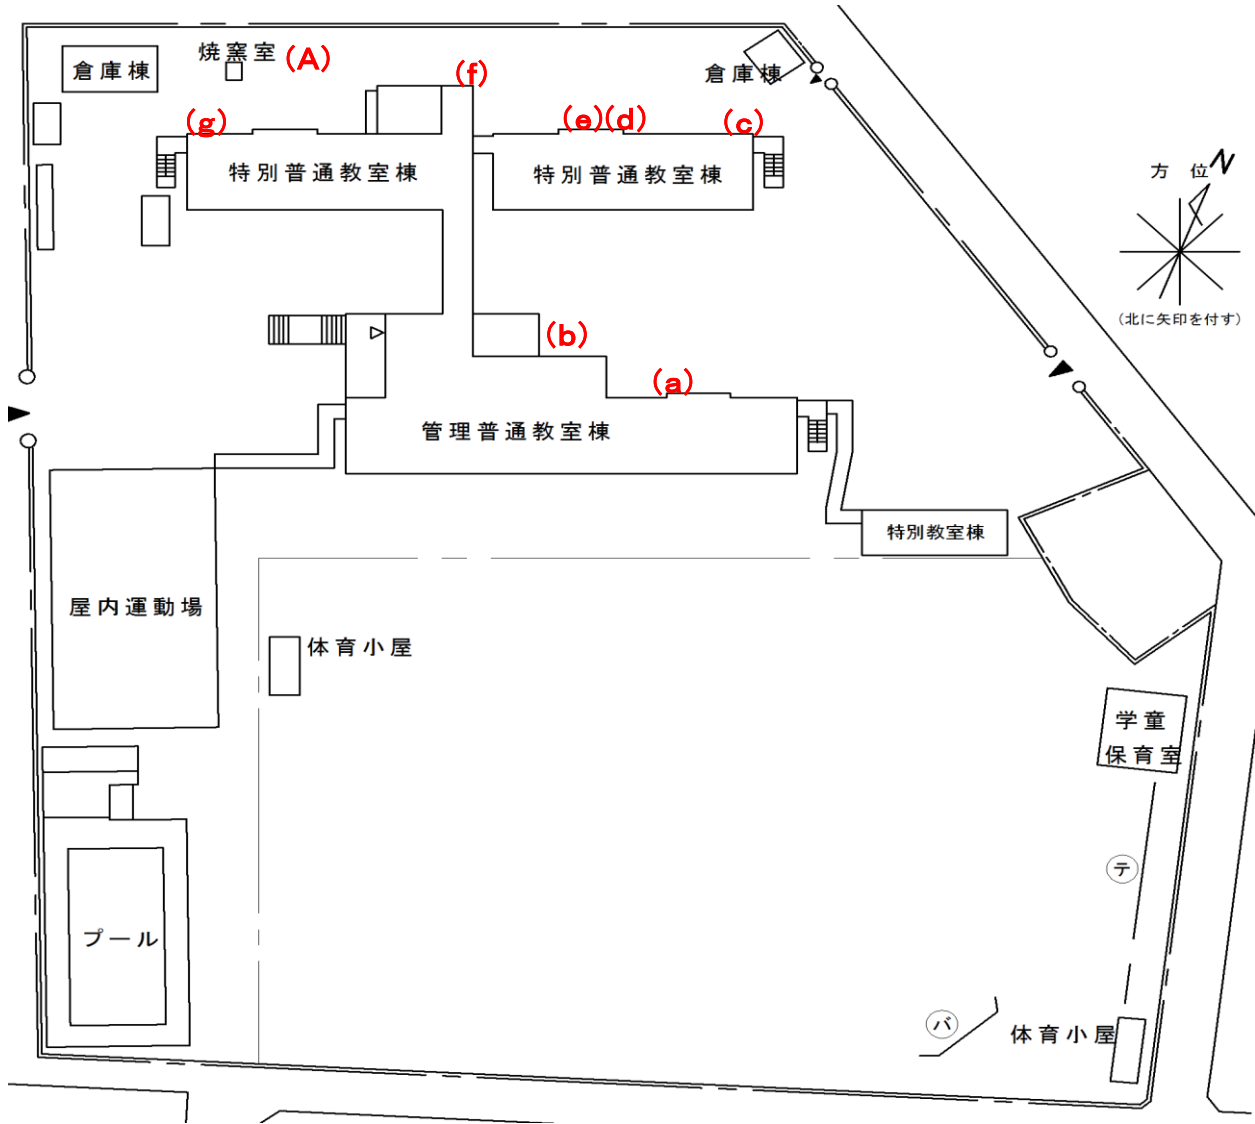 焼窯室 (A)
倉庫棟
(f)
倉庫棟
(g)
(e)(d)
(c)
特別普通教室棟
特別普通教室棟
方位 N
(北に矢印を付す)
(b)
(a)
管理普通教室棟
特別教室棟
屋内運動場
体育小屋
学童
保育室
テ
プール
バ
体育小屋